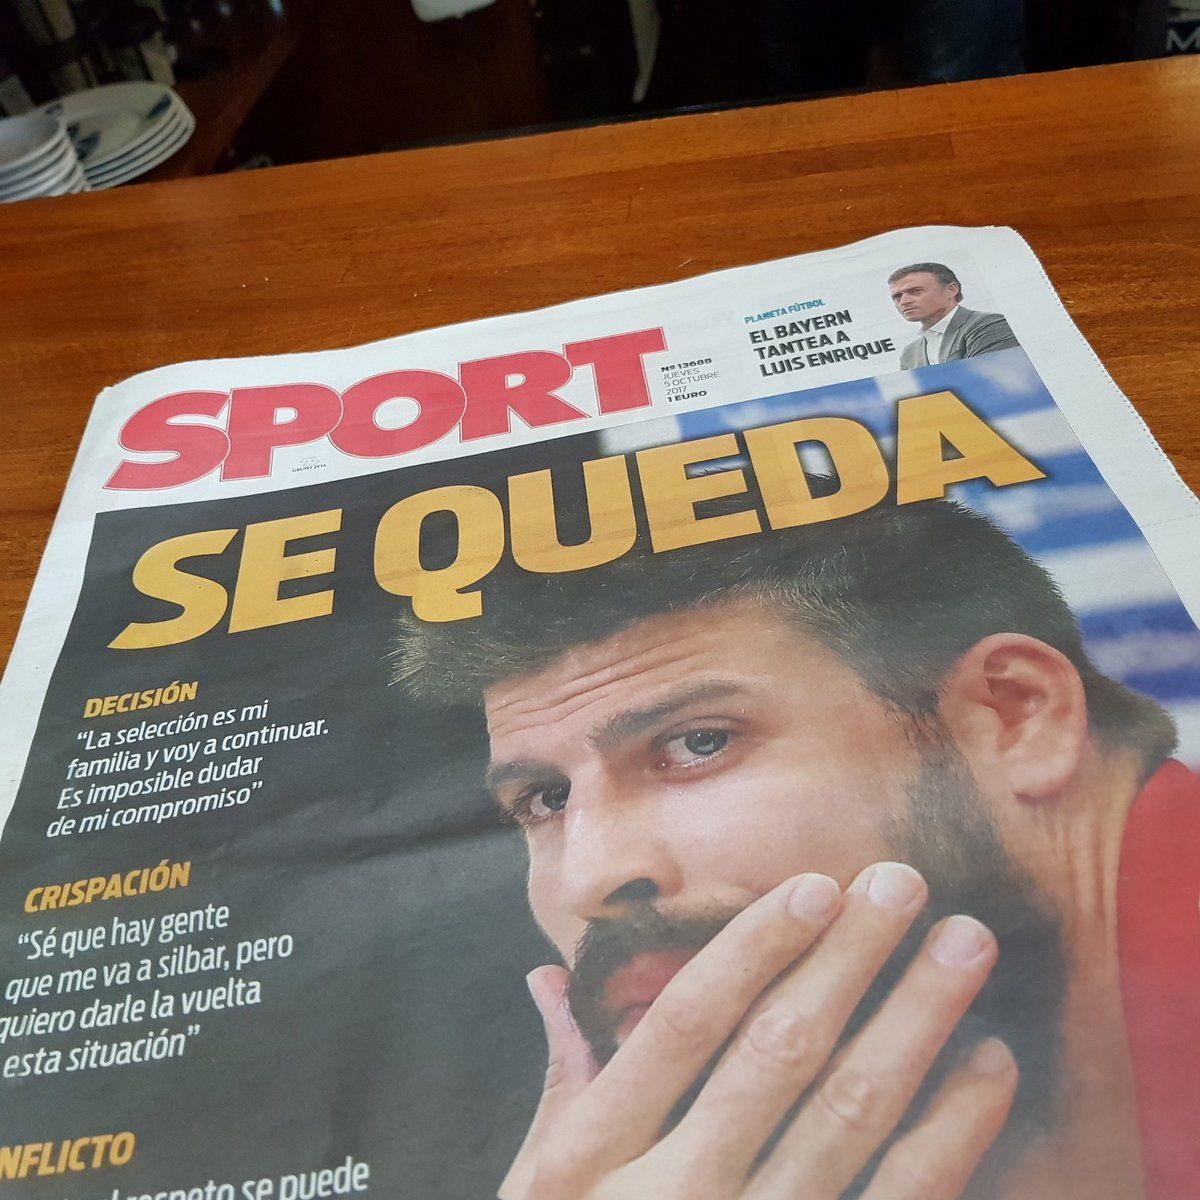 SPORT
GRUPO ZETA
Nº 13688
JUEVES
5 OCTUBRE
2017
1 EURO
PLANETA FÚTBOL
EL BAYERN
TANTEA A
LUIS ENRIQUE
SE QUEDA
DECISIÓN
“La selección es mi
familia y voy a continuar.
Es imposible dudar
de mi compromiso”
CRISPACIÓN
“Sé que hay gente
que me va a silbar, pero
quiero darle la vuelta
esta situación”
NFLICTO
respeto se puede